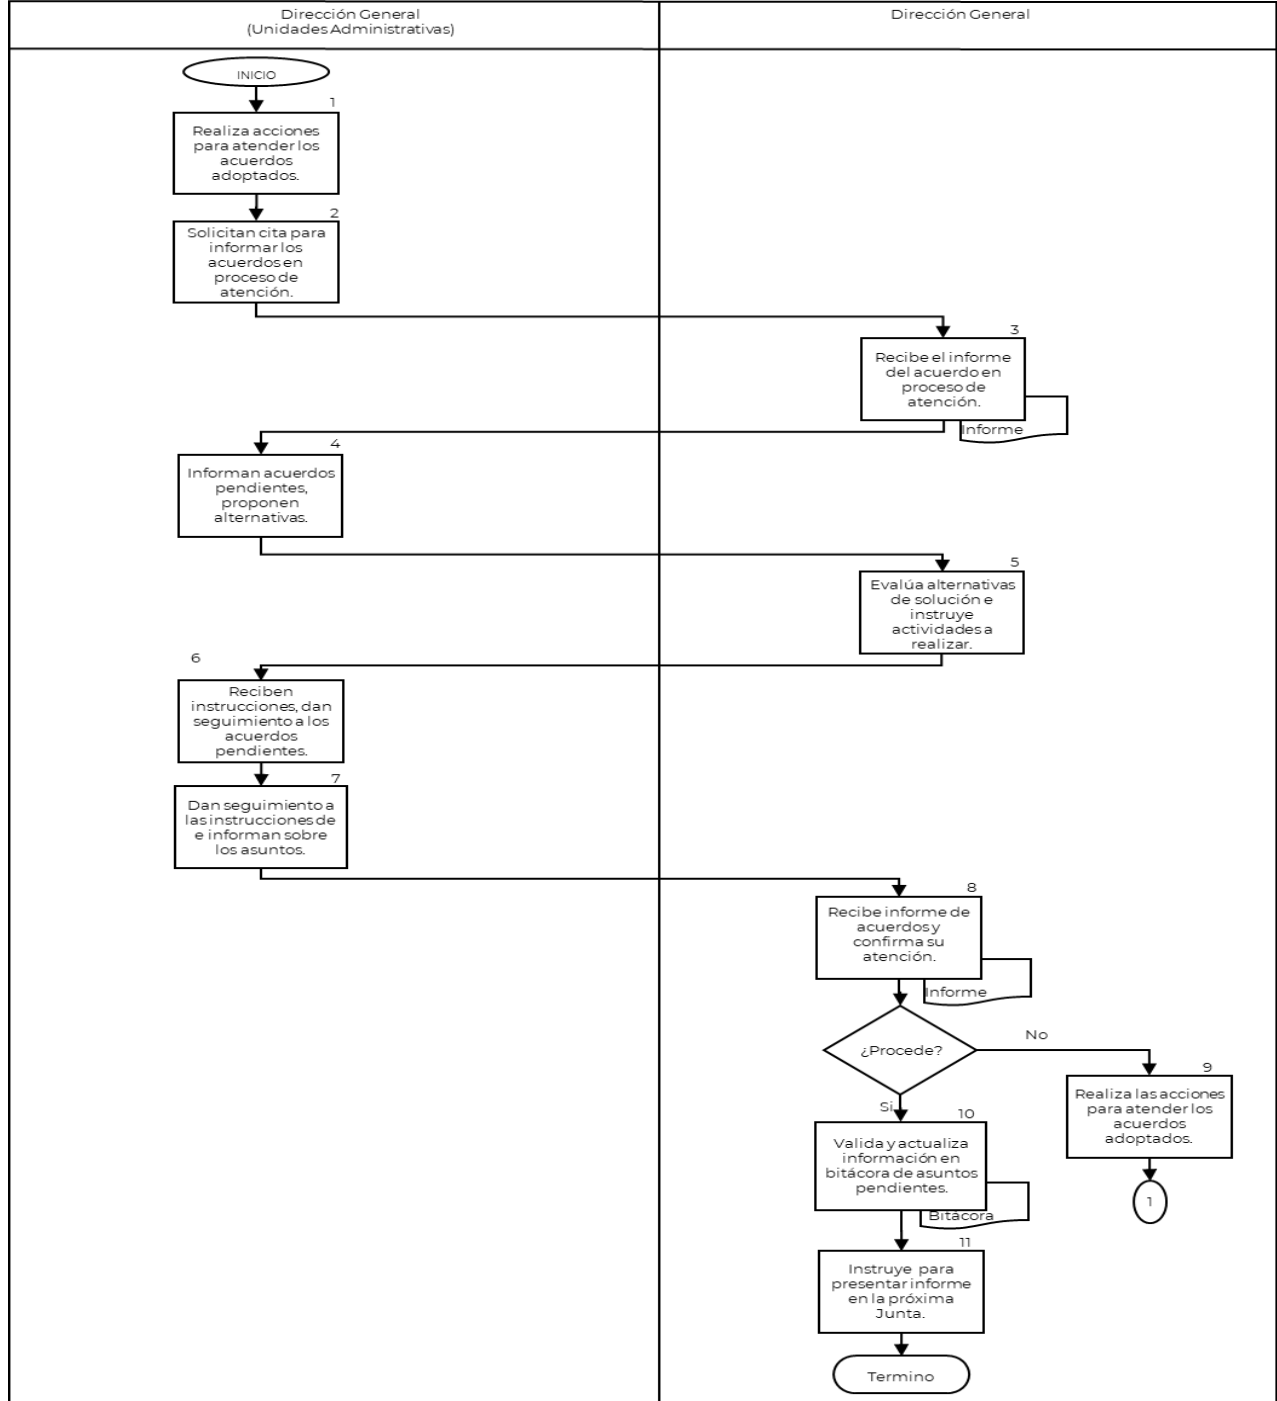 Dirección General
(Unidades Administrativas)
Dirección General
INICIO
1
Realiza acciones
para atender los
acuerdos
adoptados.
2
Solicitan cita para
informar los
acuerdos en
proceso de
atención.
3
Recibe el informe
del acuerdo en
proceso de
atención.
Informe
4
Informan acuerdos
pendientes,
proponen
alternativas.
5
Evalúa alternativas
de solución e
instruye
actividades a
realizar.
6
Reciben
instrucciones, dan
seguimiento a los
acuerdos
pendientes.
7
Dan seguimiento a
las instrucciones de
e informan sobre
los asuntos.
8
Recibe informe de
acuerdos y
confirma su
atención.
Informe
¿Procede?
No
9
Realiza las acciones
para atender los
acuerdos
adoptados.
1
Si
10
Valida y actualiza
información en
bitácora de asuntos
pendientes.
Bitácora
11
Instruye para
presentar informe
en la próxima
Junta.
Termino